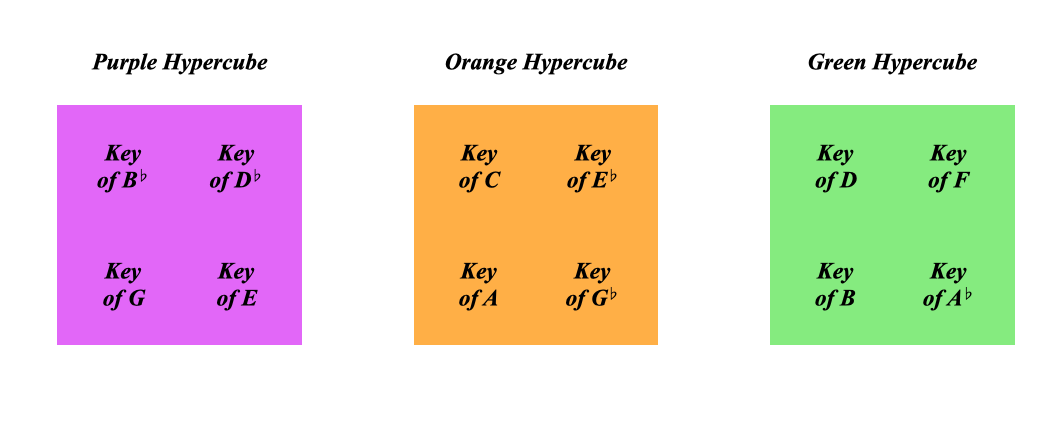 Purple Hypercube
Orange Hypercube
Green Hypercube
Key
of B♭
Key
of D♭
Key
of G
Key
of E
Key
of C
Key
of E♭
Key
of A
Key
of G♭
Key
of D
Key
of F
Key
of B
Key
of A♭